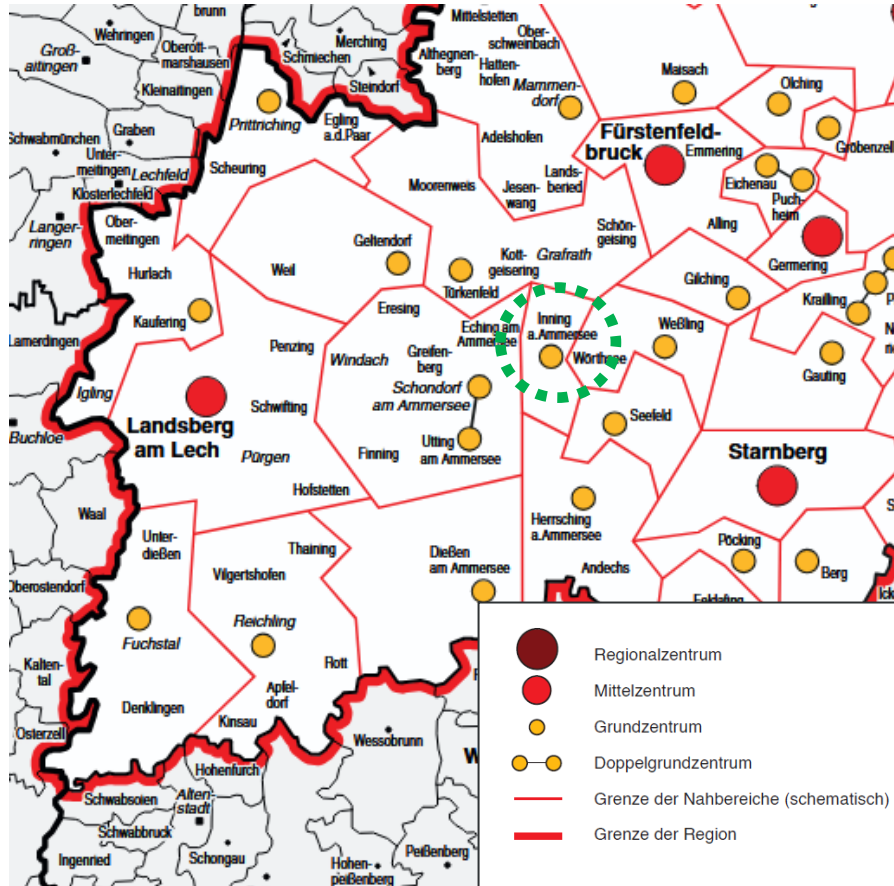 brunn
Wehringen
Groß-
aitingen
Oberott-
marshausen
Kleinaitingen
Merching
Schmiechen
Steindorf
Mittelstetten
Althegnen-
berg
Ober-
schweinbach
Hatten-
hofen
Mammen-
dorf
Maisach
Olching
Gröbenzell
Schwabmünchen
Graben
Unter-
meitingen
Lechfeld
Klosterlechfeld
Langer-
ringen
Prittriching
Egling
a.d.Paar
Scheuring
Adelshofen
Moorenweis
Jesen-
wang
Lands-
beried
Fürstenfeld-
bruck
Emmering
Eichenau
Puch-
heim
Alling
Germering
Schön-
geising
Grafrath
Kott-
geisering
Türkenfeld
Geltendorf
Weil
Ober-
meitingen
Hurlach
Kaufering
Lamerdingen
Igling
Buchloe
Penzing
Eresing
Windach
Greifen-
berg
Eching am
Ammersee
Inning
a.Ammersee
Wörthsee
Weßling
Gilching
Krailling
Gauting
Schondorf
am Ammersee
Utting
am Ammersee
Seefeld
Schwifting
Landsberg
am Lech
Pürgen
Finning
Hofstetten
Starnberg
Herrsching
a.Ammersee
Andechs
Pöcking
Berg
Feldafing
Waal
Unter-
dießen
Thaining
Vilgertshofen
Dießen
am Ammersee
Oberostendorf
Fuchstal
Reichling
Rott
Kalten-
tal
Denklingen
Apfel-
dorf
Kinsau
Osterzell
Wessobrunn
Hohenfurch
Schwabsoien
Alten-
stadt
Schwabbruck
Ingenried
Schongau
Hohen-
peißenberg
Peißenberg
Regionalzentrum
Mittelzentrum
Grundzentrum
Doppelgrundzentrum
Grenze der Nahbereiche (schematisch)
Grenze der Region